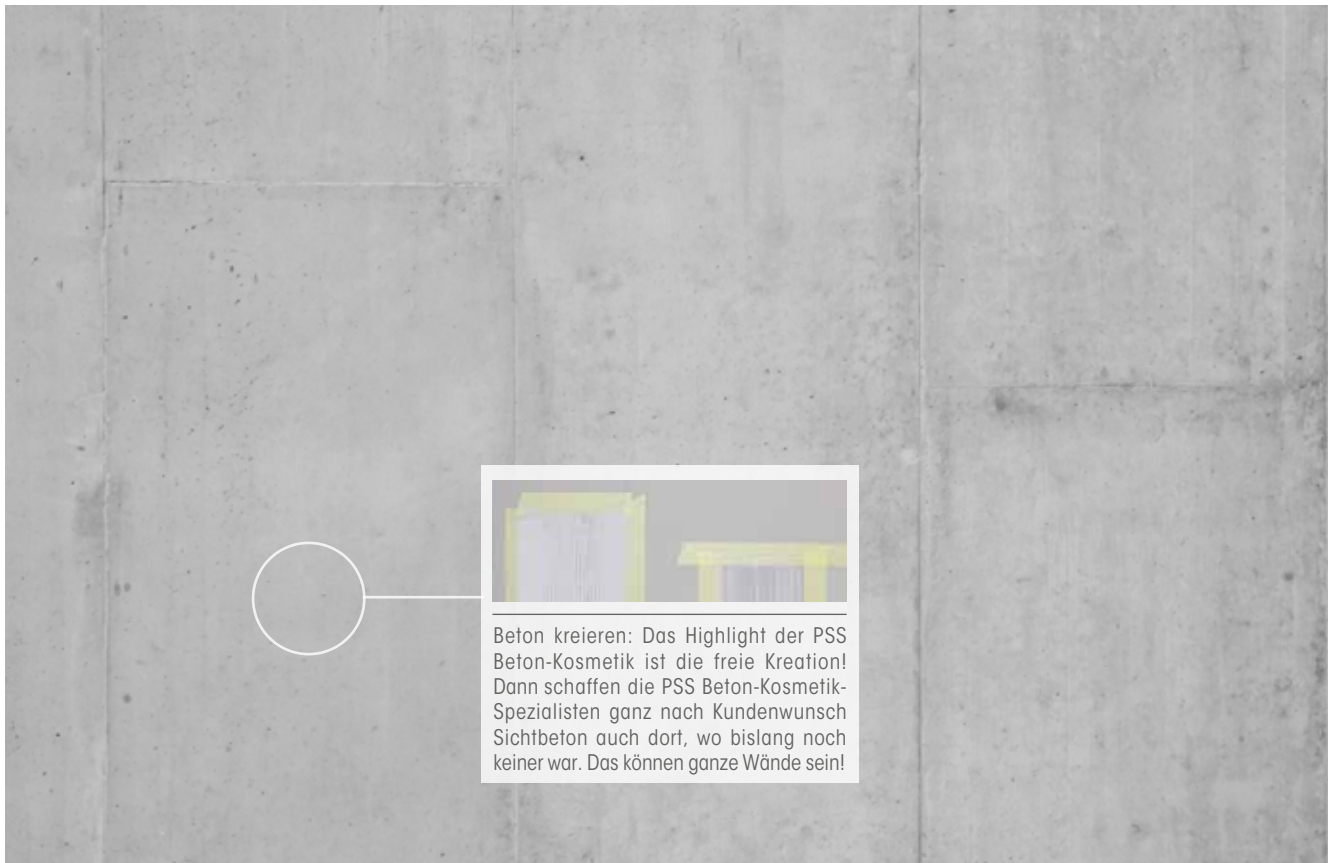 Beton kreieren: Das Highlight der PSS
Beton-Kosmetik ist die freie Kreation!
Dann schaffen die PSS Beton-Kosmetik-
Spezialisten ganz nach Kundenwunsch
Sichtbeton auch dort, wo bislang noch
keiner war. Das können ganze Wände sein!